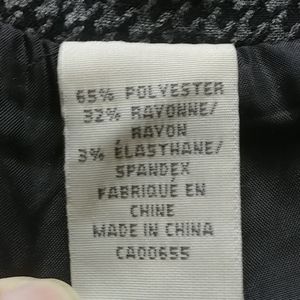 65% POLYESTER
32% RAYONNE/
RAYON
3% ÉLASTHANE/
SPANDEX
FABRIQUÉ EN
CHINE
MADE IN CHINA
CA00655